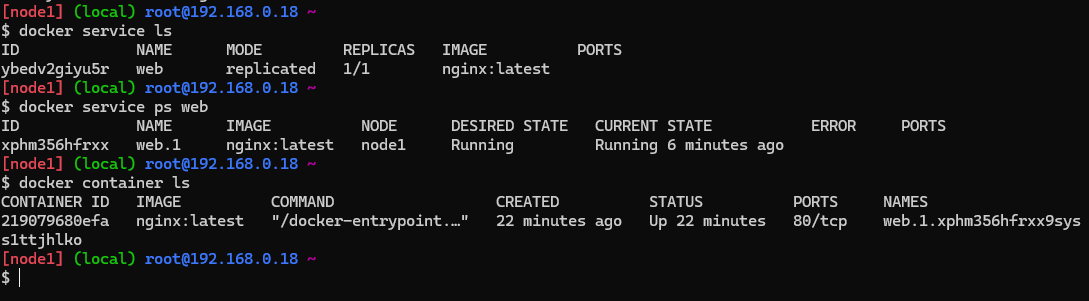 [node1] (local) root@192.168.0.18 ~
$ docker service ls
ID             NAME      MODE         REPLICAS   IMAGE          PORTS
ybedv2giyu5r   web       replicated   1/1        nginx:latest
[node1] (local) root@192.168.0.18 ~
$ docker service ps web
ID             NAME      IMAGE          NODE      DESIRED STATE   CURRENT STATE           ERROR     PORTS
xphm356hfrxx   web.1     nginx:latest   node1     Running         Running 6 minutes ago
[node1] (local) root@192.168.0.18 ~
$ docker container ls
CONTAINER ID   IMAGE          COMMAND                  CREATED          STATUS          PORTS     NAMES
219079680efa   nginx:latest   "/docker-entrypoint.…"   22 minutes ago   Up 22 minutes   80/tcp    web.1.xphm356hfrxx9sys
s1ttjhlko
[node1] (local) root@192.168.0.18 ~
$